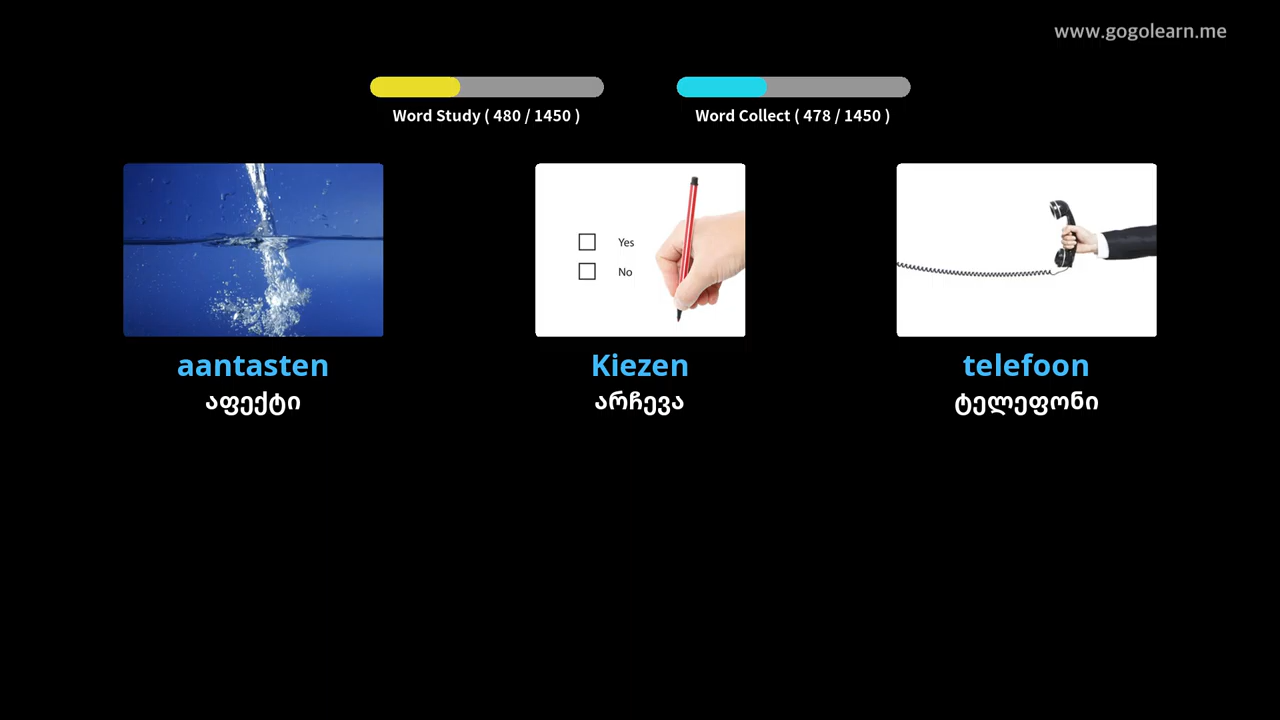 www.gogolearn.me
Word Study ( 480 / 1450 )
Word Collect ( 478 / 1450 )
Yes
No
aantasten
Kiezen
telefoon
აფექტი
არჩევა
ტელეფონი